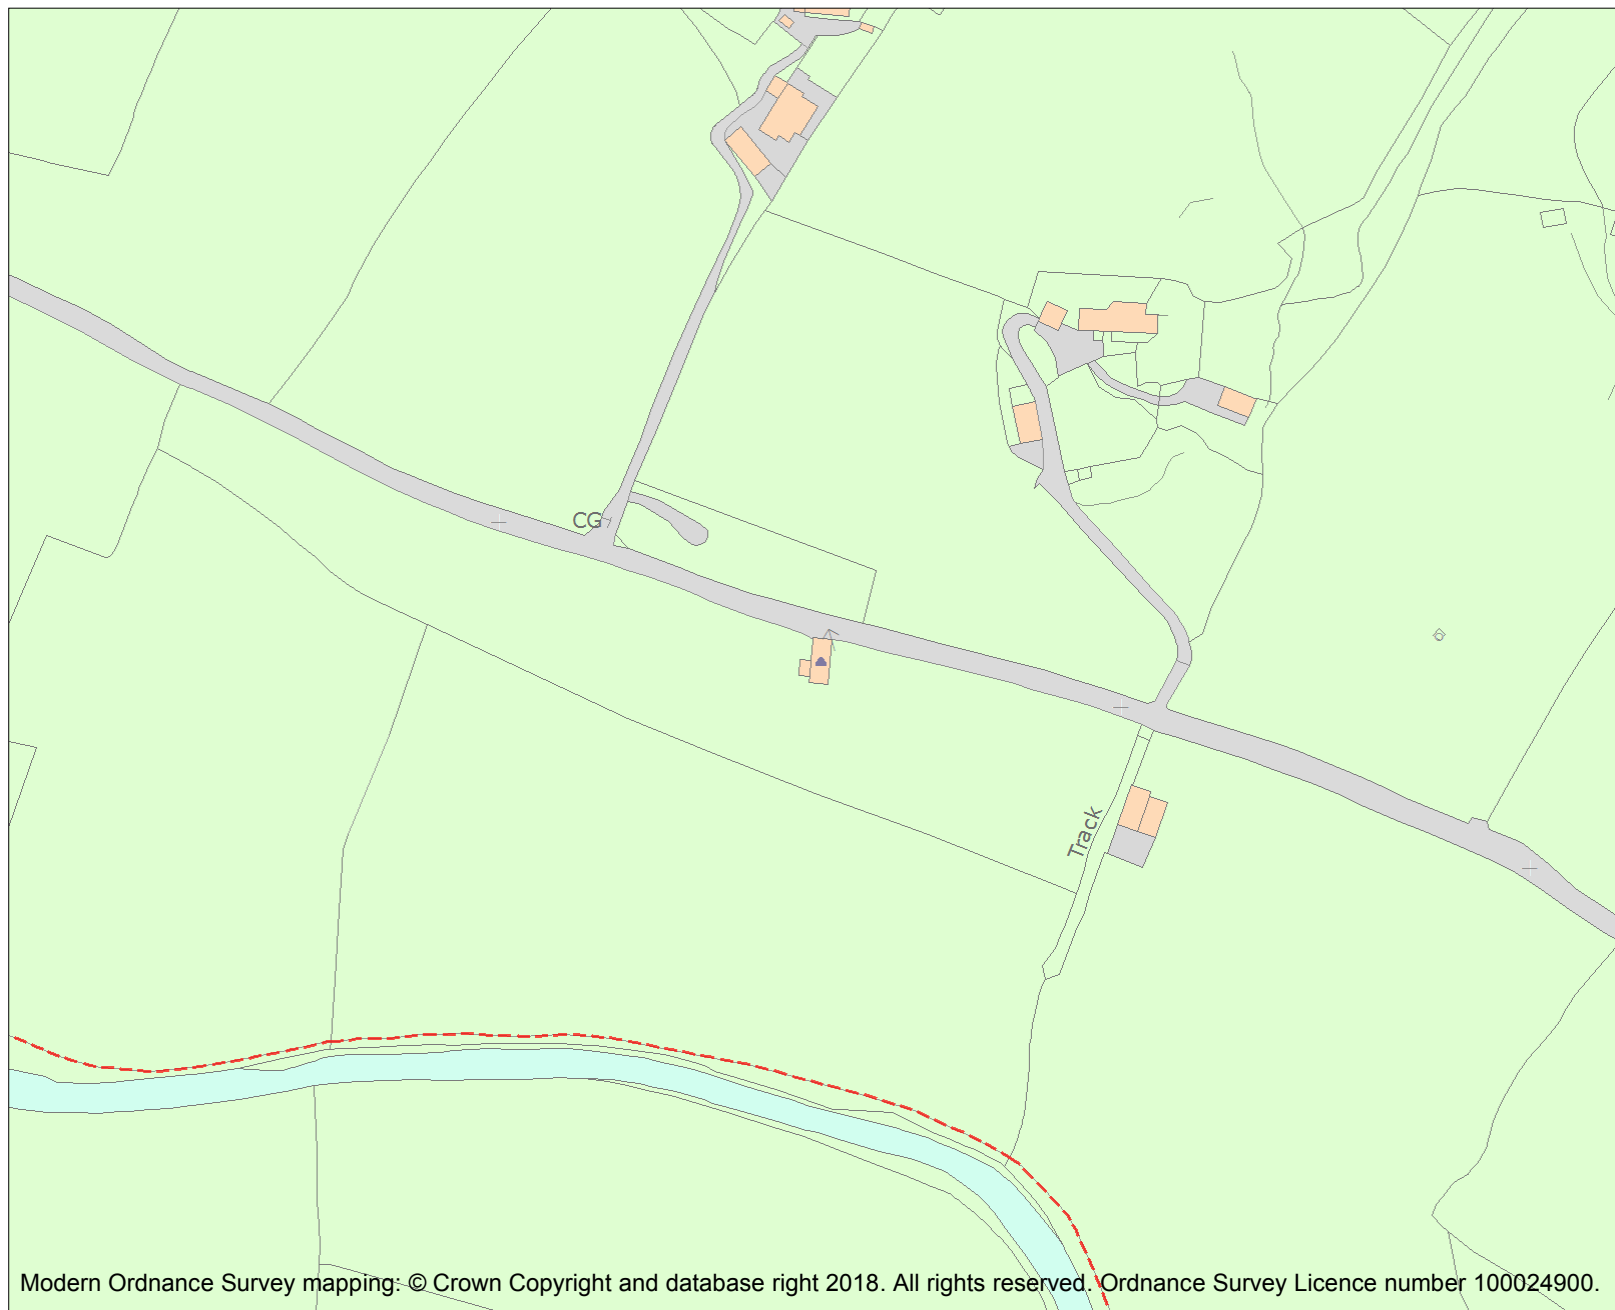 CG
Track
Modern Ordnance Survey mapping: © Crown Copyright and database right 2018. All rights reserved. Ordnance Survey Licence number 100024900.